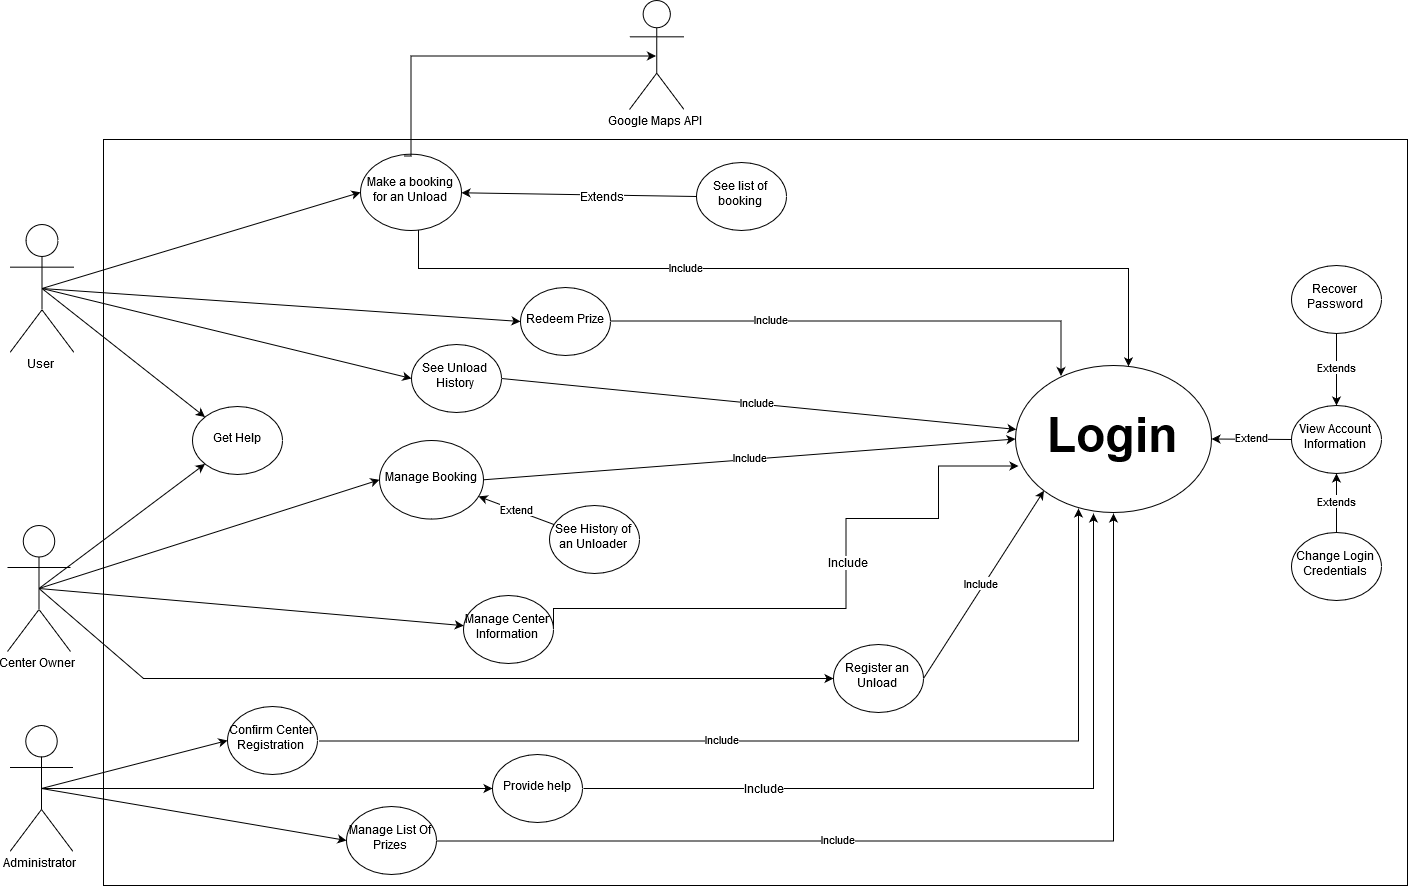 Google Maps API
Make a booking
for an Unload
Extends
See list of
booking
Include
User
Redeem Prize
Include
Recover
Password
Extends
See Unload
History
Include
Get Help
Login
Extend
View Account
Information
Manage Booking
Include
Extend
See History of
an Unloader
Extends
Change Login
Credentials
Include
Center Owner
Manage Center
Information
Include
Register an
Unload
Confirm Center
Registration
Include
Provide help
Include
Administrator
Manage List Of
Prizes
Include